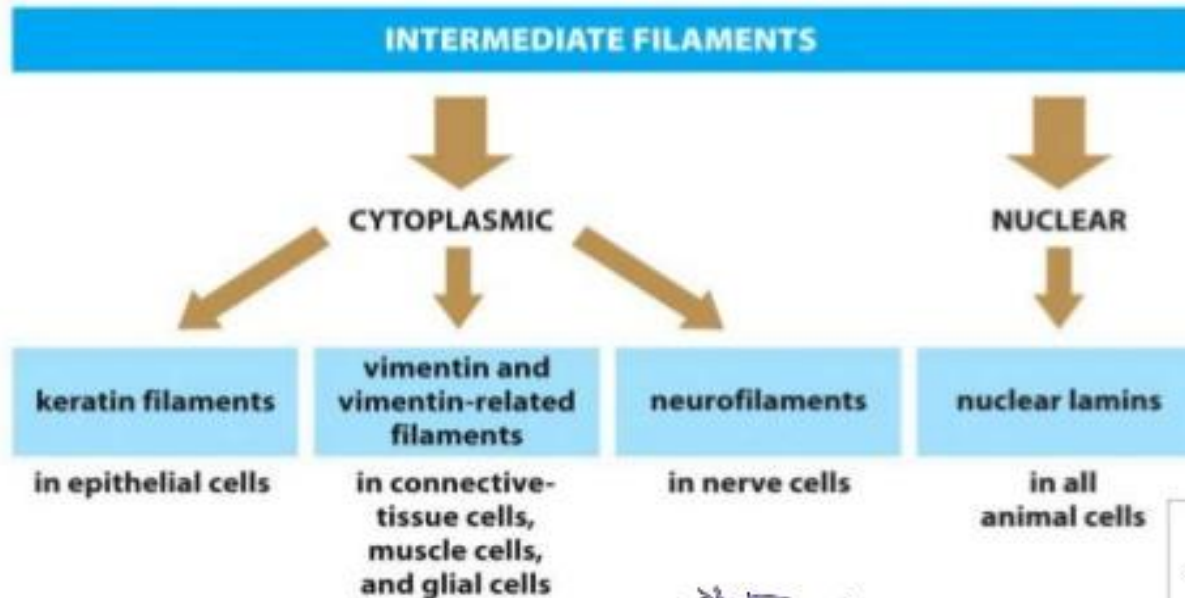 INTERMEDIATE FILAMENTS
CYTOPLASMIC
NUCLEAR
keratin filaments
in epithelial cells
vimentin and
vimentin-related
filaments
in connective-
tissue cells,
muscle cells,
and glial cells
neurofilaments
in nerve cells
nuclear lamins
in all
animal cells